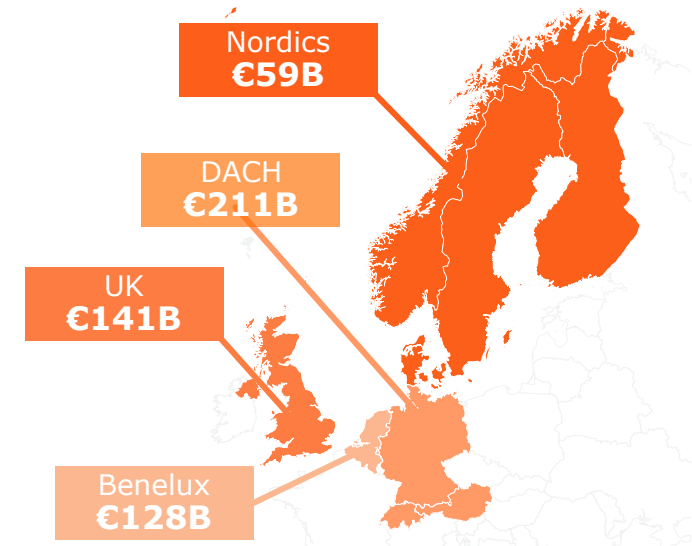 Nordics
€59B
DACH
€211B
UK
€141B
Benelux
€128B